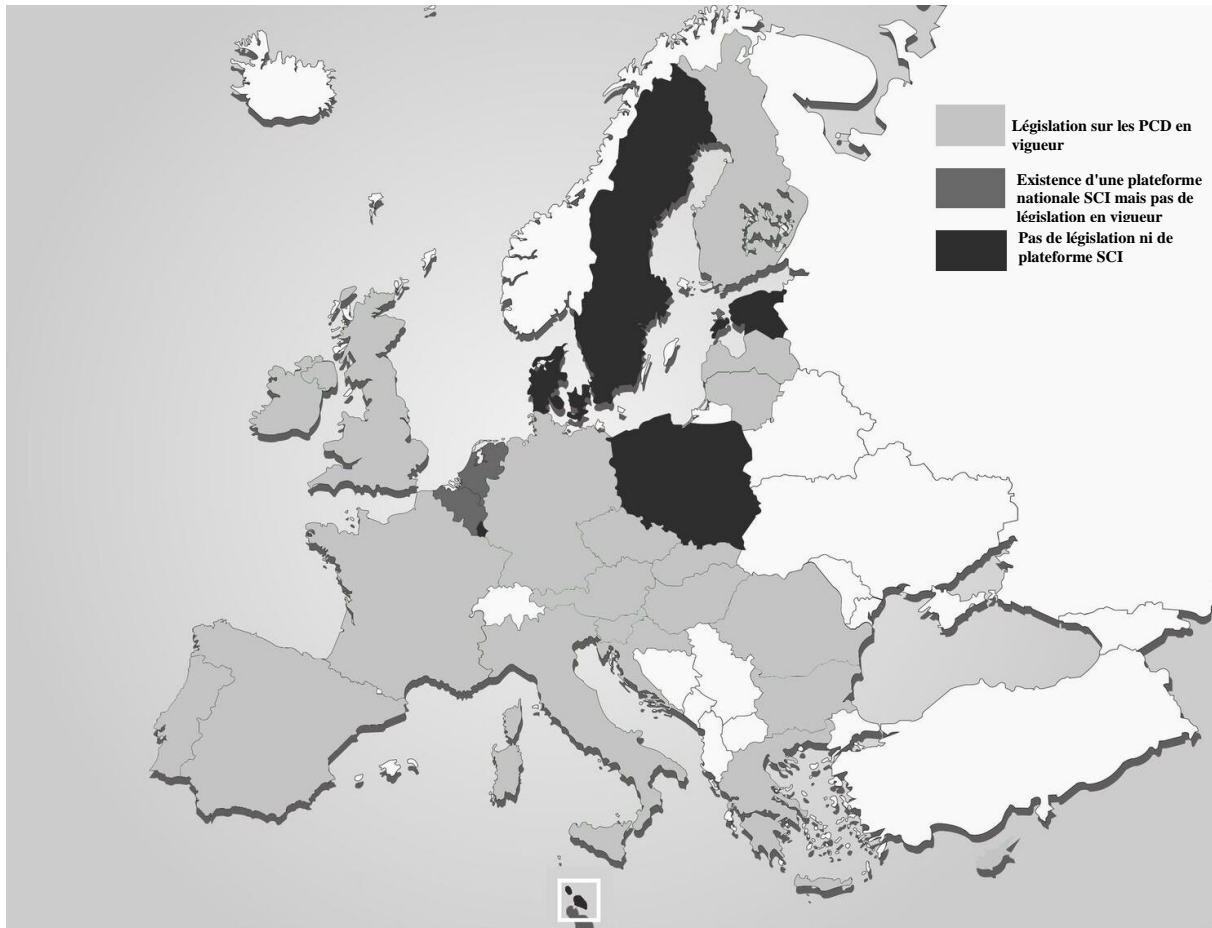 Législation sur les PCD en
vigueur
Existence d'une plateforme
nationale SCI mais pas de
législation en vigueur
Pas de législation ni de
plateforme SCI